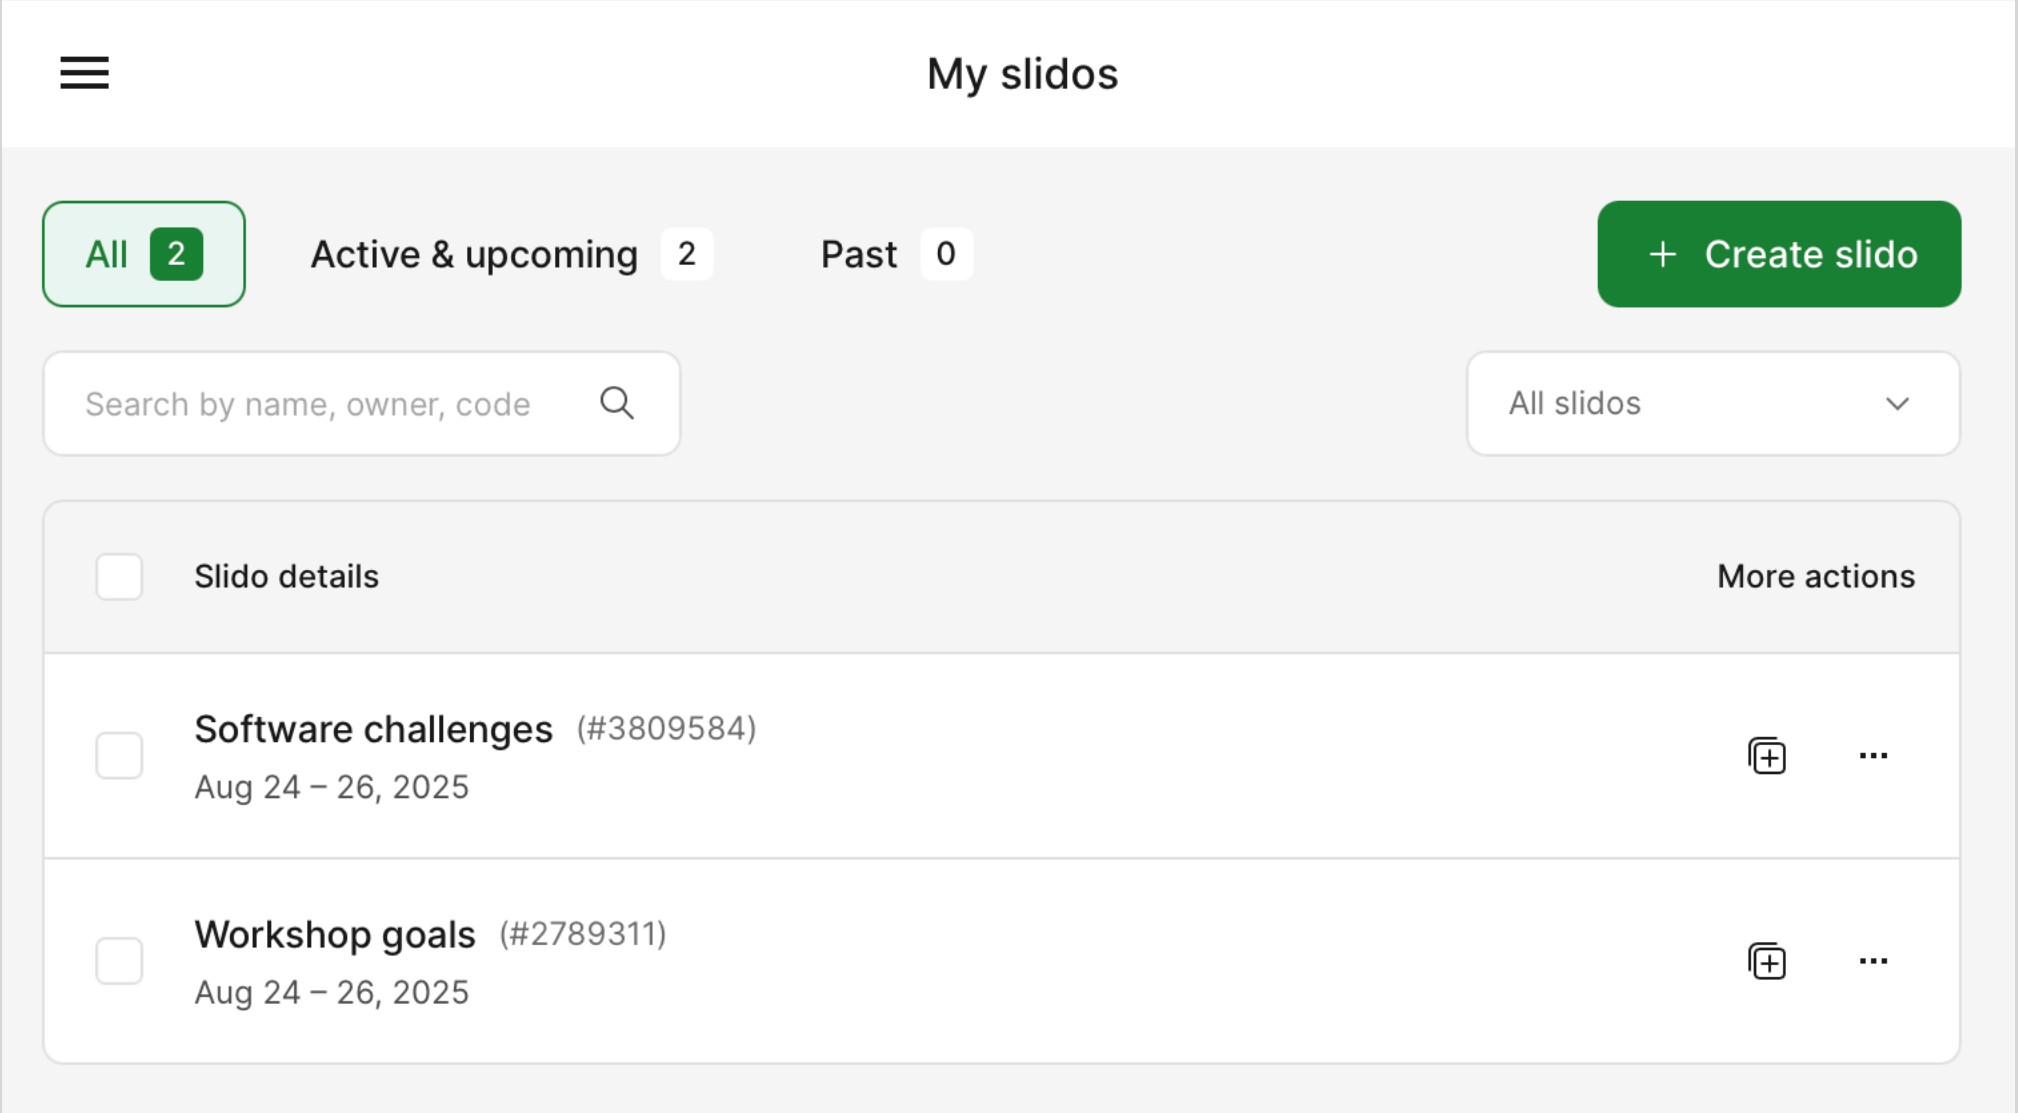 My slidos
All 2 Active & upcoming 2 Past 0 + Create slido
Search by name, owner, code All slidos
Slido details More actions
Software challenges (#3809584)
Aug 24 – 26, 2025
Workshop goals (#2789311)
Aug 24 – 26, 2025